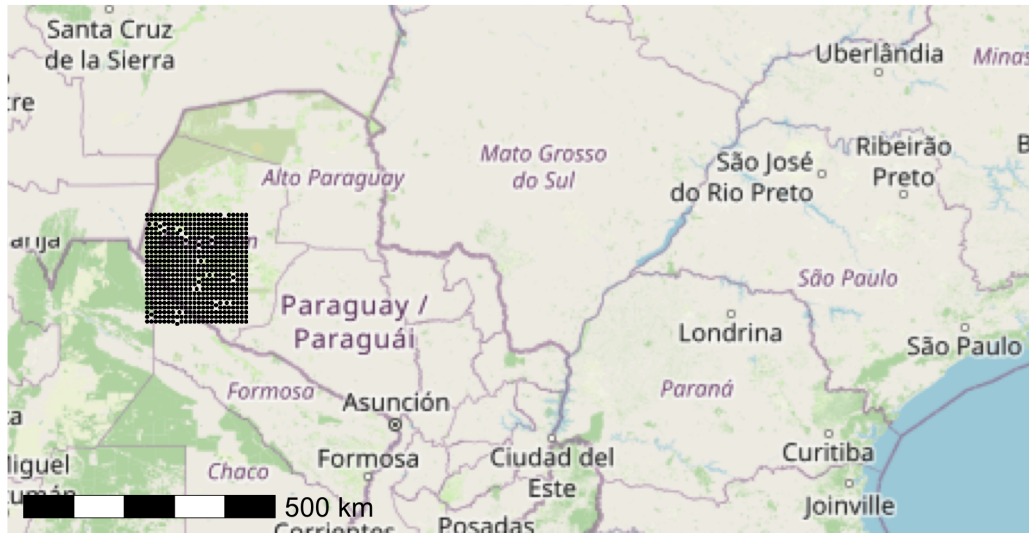 Santa Cruz
de la Sierra
Uberlândia
Minas
Mato Grosso
do Sul
Ribeirão
Preto
São José
do Rio Preto
Alto Paraguay
São Paulo
Paraguay /
Paraguái
Londrina
São Paulo
Paraná
Formosa
Asunción
Curitiba
Formosa
Ciudad del
Este
Chaco
Joinville
500 km
Corrientes
Posadas